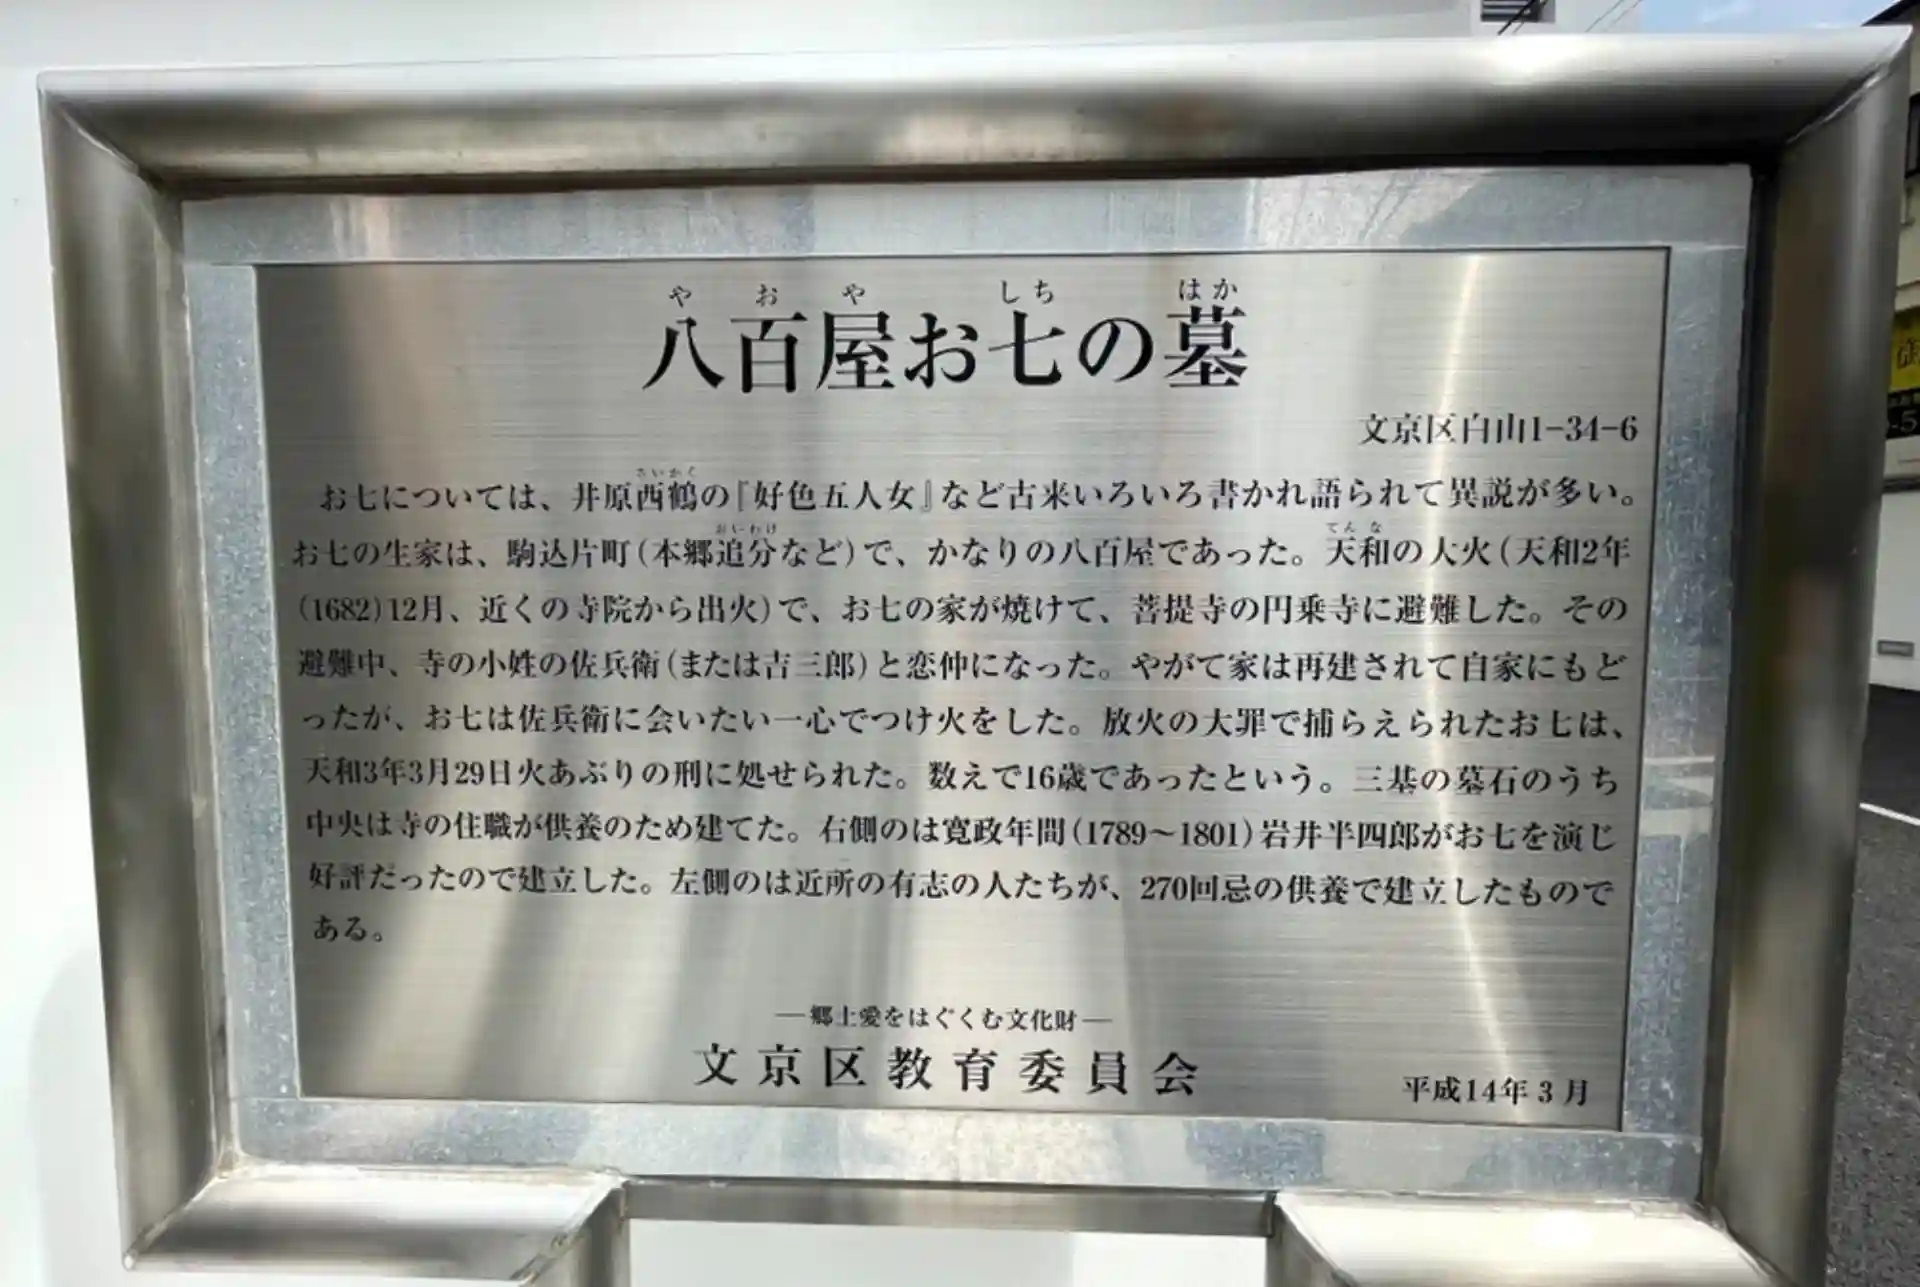 やおや しち はか
八百屋お七の墓
文京区白山1-34-6
さいかく
お七については、井原西鶴の『好色五人女』など古来いろいろ書かれ語られて異説が多い。
おいわけ てんな
お七の生家は、駒込片町(本郷追分など)で、かなりの八百屋であった。天和の大火(天和2年
(1682)12月、近くの寺院から出火)で、お七の家が焼けて、菩提寺の円乗寺に避難した。その
避難中、寺の小姓の佐兵衛(または吉三郎)と恋仲になった。やがて家は再建されて自家にもど
ったが、お七は佐兵衛に会いたい一心でつけ火をした。放火の大罪で捕らえられたお七は、
天和3年3月29日火あぶりの刑に処せられた。数えで16歳であったという。三基の墓石のうち
中央は寺の住職が供養のため建てた。右側のは寛政年間(1789〜1801)岩井半四郎がお七を演じ
好評だったので建立した。左側のは近所の有志の人たちが、270回忌の供養で建立したもので
ある。
―郷土愛をはぐくむ文化財―
文京区教育委員会
平成14年3月